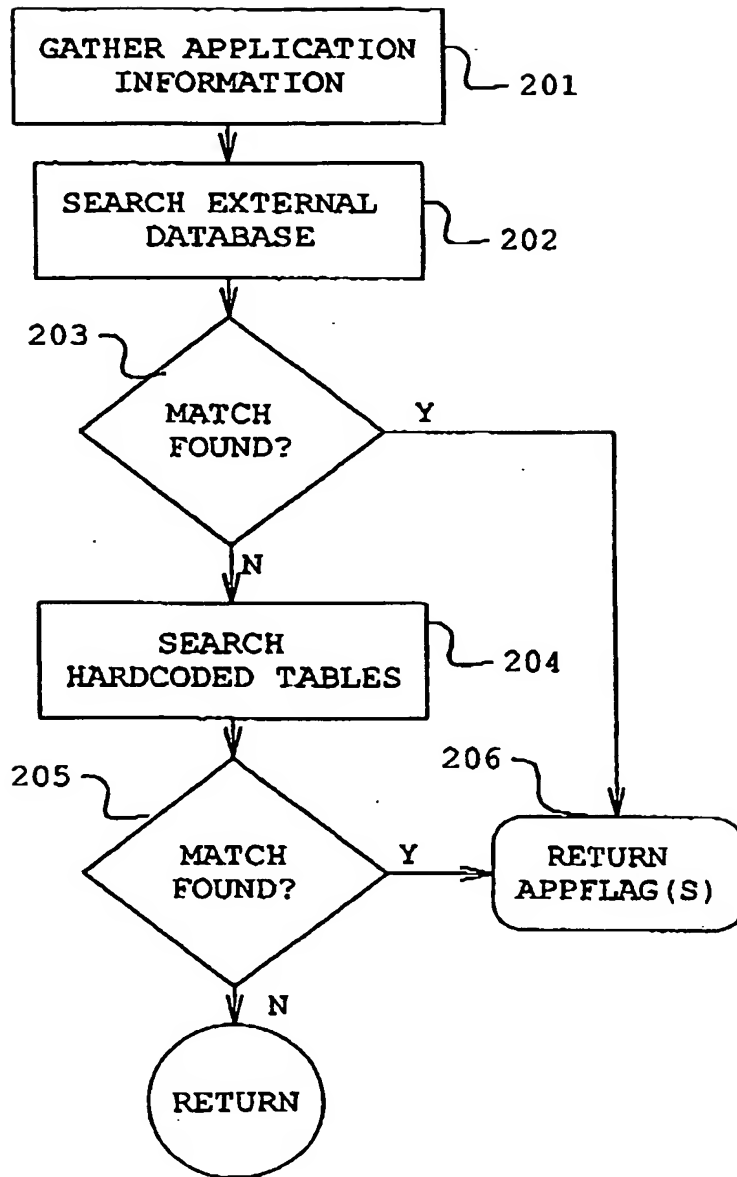 GATHER APPLICATION
INFORMATION
201
SEARCH EXTERNAL
DATABASE
202
203
MATCH
FOUND?
Y
N
SEARCH
HARDCODED TABLES
204
205
206
MATCH
FOUND?
Y
RETURN
APPFLAG(S)
N
RETURN